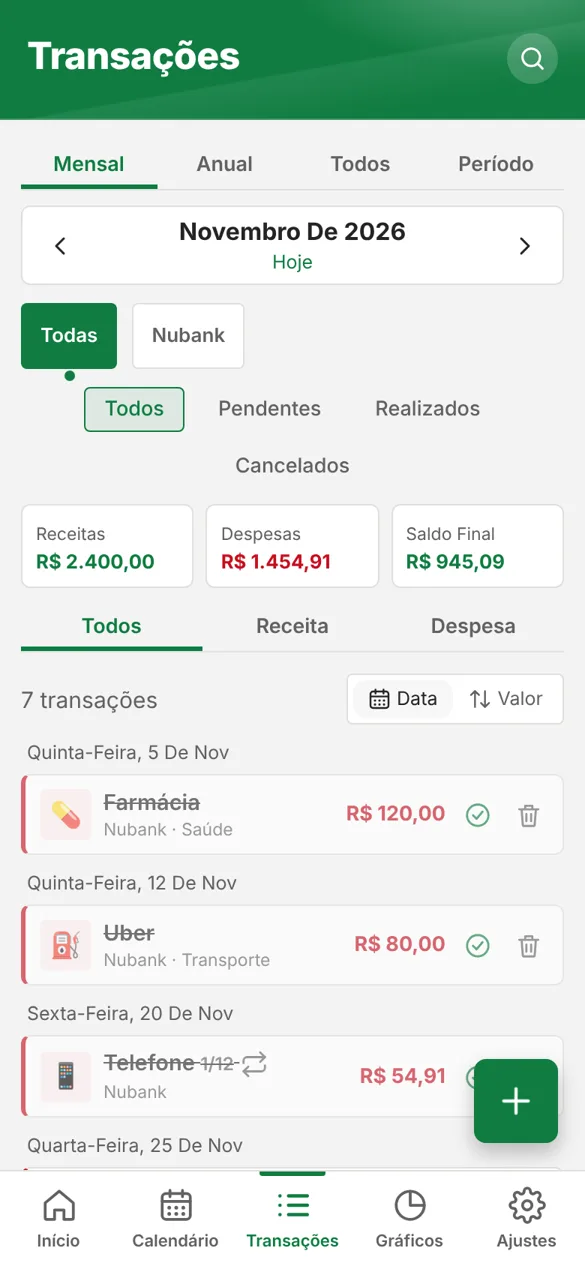 Transações
Mensal Anual Todos Período
Novembro De 2026
Hoje
Todas Nubank
Todos Pendentes Realizados
Cancelados
Receitas Despesas Saldo Final
R$ 2.400,00 R$ 1.454,91 R$ 945,09
Todos Receita Despesa
7 transações Data Valor
Quinta-Feira, 5 De Nov
Farmácia
R$ 120,00
Nubank · Saúde
Quinta-Feira, 12 De Nov
Uber
R$ 80,00
Nubank · Transporte
Sexta-Feira, 20 De Nov
Telefone 1/12
R$ 54,91
Nubank
Quarta-Feira, 25 De Nov
Início Calendário Transações Gráficos Ajustes